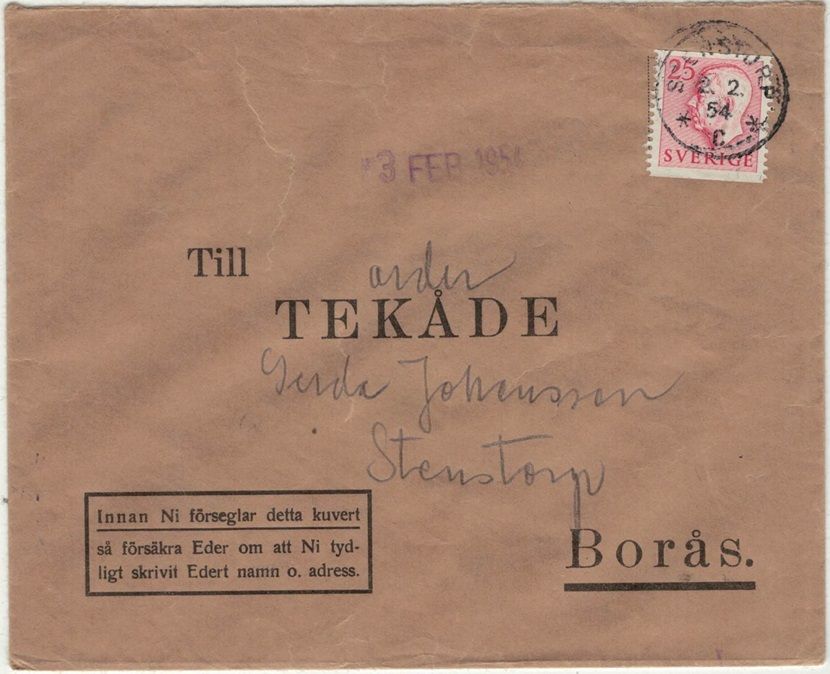 STENSTORP
2. 2.
54
C
25
SVERIGE
-3 FEB 1954
Till
order
TEKÅDE
Gerda Johansson
Stenstorp
Innan Ni förseglar detta kuvert
så försäkra Eder om att Ni tyd-
ligt skrivit Edert namn o. adress.
Borås.